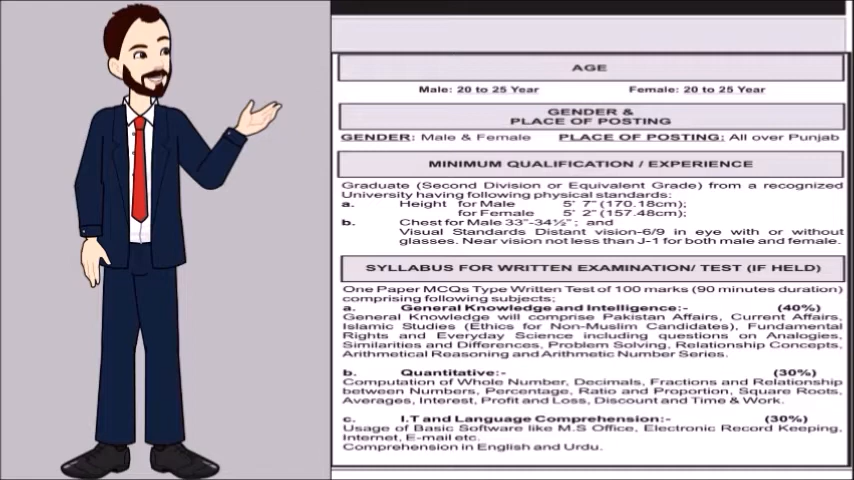 AGE
Male: 20 to 25 Year Female: 20 to 25 Year
GENDER &
PLACE OF POSTING
GENDER: Male & Female PLACE OF POSTING: All over Punjab
MINIMUM QUALIFICATION / EXPERIENCE
Graduate (Second Division or Equivalent Grade) from a recognized
University having following physical standards:
a. Height for Male 5' 7" (170.18cm);
for Female 5' 2" (157.48cm);
b. Chest for Male 33"-34½" ; and
Visual Standards Distant vision-6/9 in eye with or without
glasses. Near vision not less than J-1 for both male and female.
SYLLABUS FOR WRITTEN EXAMINATION/ TEST (IF HELD)
One Paper MCQs Type Written Test of 100 marks (90 minutes duration)
comprising following subjects;
a. General Knowledge and Intelligence:- (40%)
General Knowledge will comprise Pakistan Affairs, Current Affairs,
Islamic Studies (Ethics for Non-Muslim Candidates), Fundamental
Rights and Everyday Science including questions on Analogies,
Similarities and Differences, Problem Solving, Relationship Concepts,
Arithmetical Reasoning and Arithmetic Number Series.
b. Quantitative:- (30%)
Computation of Whole Number, Decimals, Fractions and Relationship
between Numbers, Percentage, Ratio and Proportion, Square Roots,
Averages, Interest, Profit and Loss, Discount and Time & Work.
c. I.T and Language Comprehension:- (30%)
Usage of Basic Software like M.S Office, Electronic Record Keeping,
Internet, E-mail etc.
Comprehension in English and Urdu.